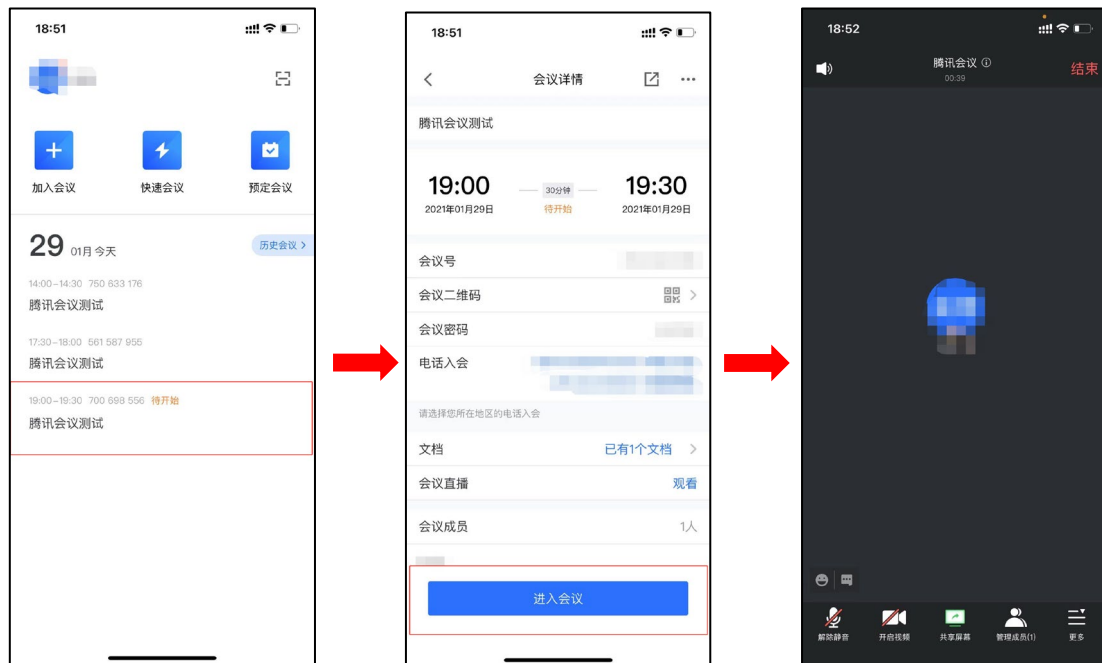 18:51
加入会议
快速会议
预定会议
29 01月 今天
历史会议 >
14:00-14:30 750 633 176
腾讯会议测试
17:30-18:00 561 587 956
腾讯会议测试
19:00-19:30 700 698 556 待开始
腾讯会议测试
18:51
会议详情
腾讯会议测试
19:00
30分钟
19:30
2021年01月29日
待开始
2021年01月29日
会议号
会议二维码
会议密码
电话入会
请选择您所在地区的电话入会
文档
已有1个文档
会议直播
观看
会议成员
1人
进入会议
18:52
腾讯会议
00:39
结束
解除静音
开启视频
共享屏幕
管理成员(1)
更多